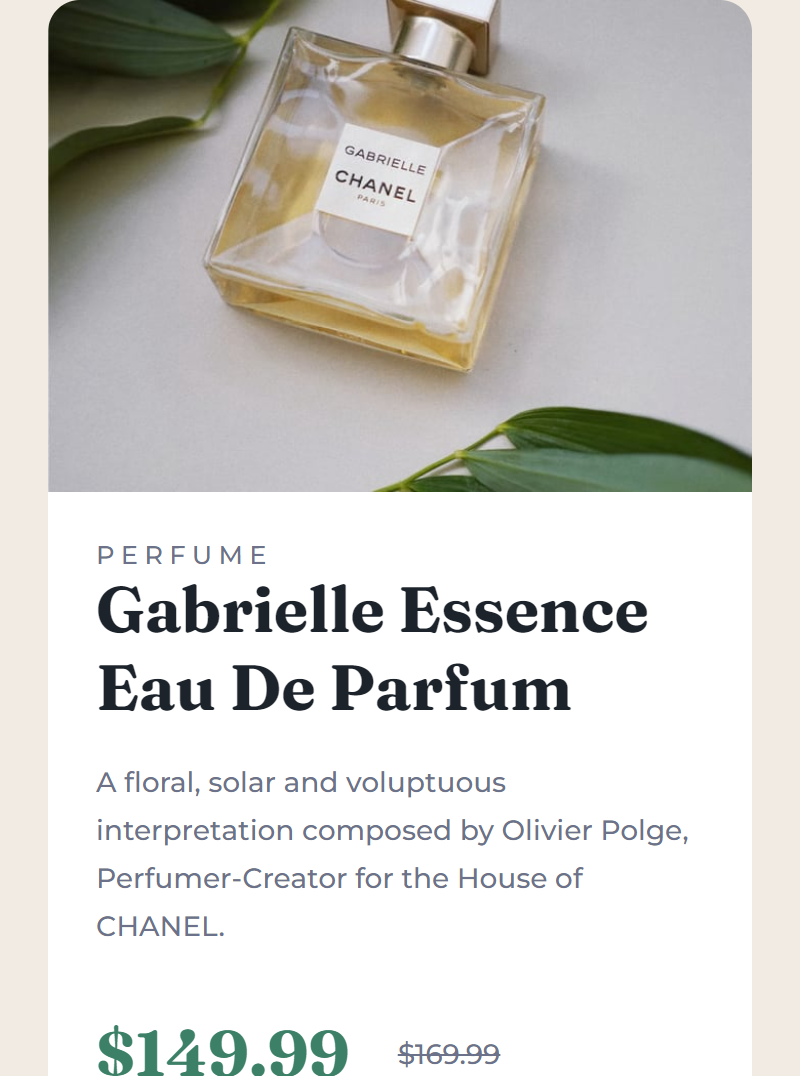 GABRIELLE
CHANEL
PARIS
PERFUME
Gabrielle Essence
Eau De Parfum
A floral, solar and voluptuous
interpretation composed by Olivier Polge,
Perfumer-Creator for the House of
CHANEL.
$149.99 $169.99